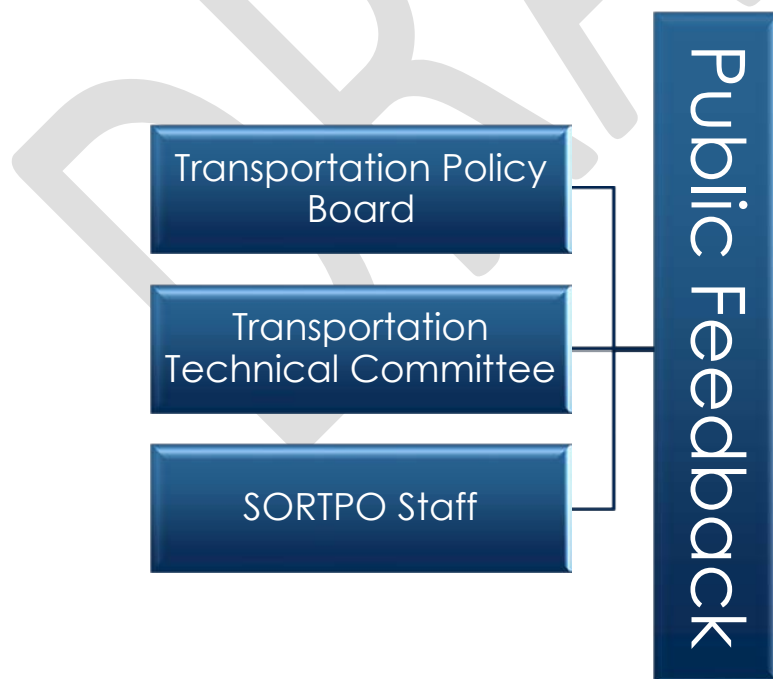 Transportation Policy
Board
Transportation
Technical Committee
SORTPO Staff
Public Feedback